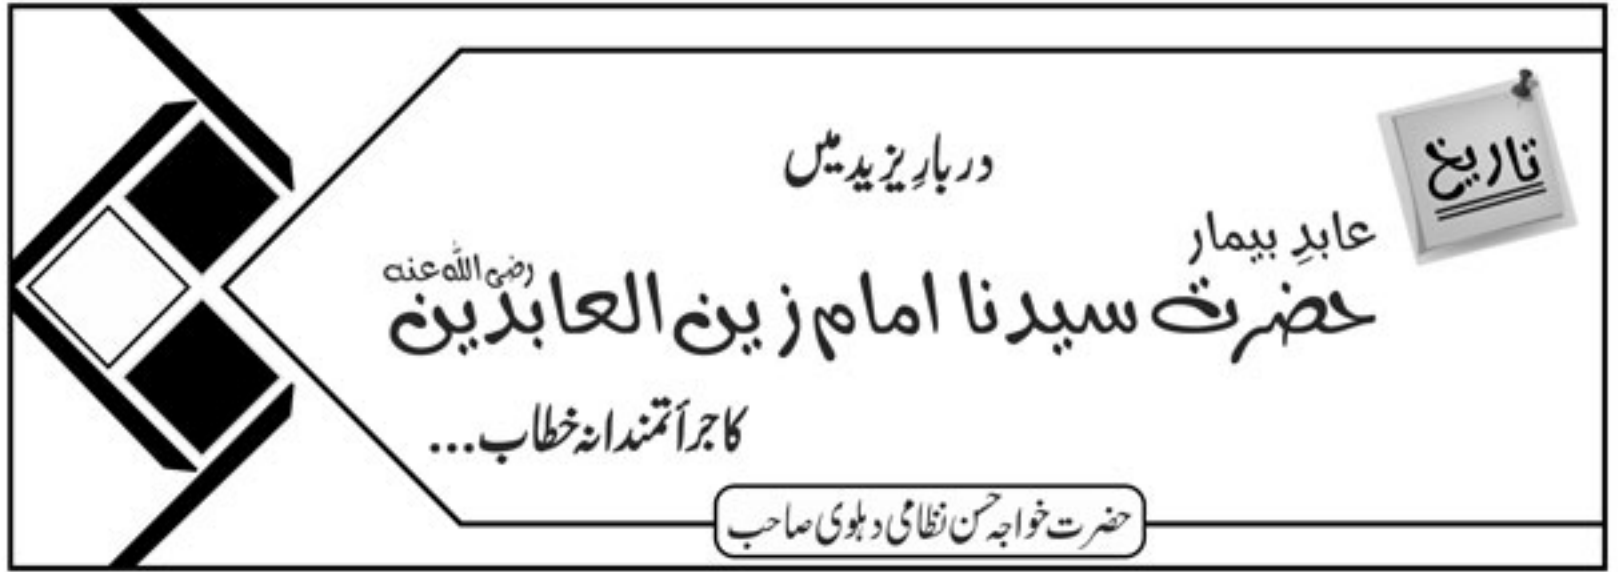 تاریخ
دربارِ یزید میں
عابدِ بیمار
حضرت سیدنا امام زین العابدین رضی اللہ عنہ
کا جرأتمندانہ خطاب...
حضرت خواجہ حسن نظامی دہلوی صاحب